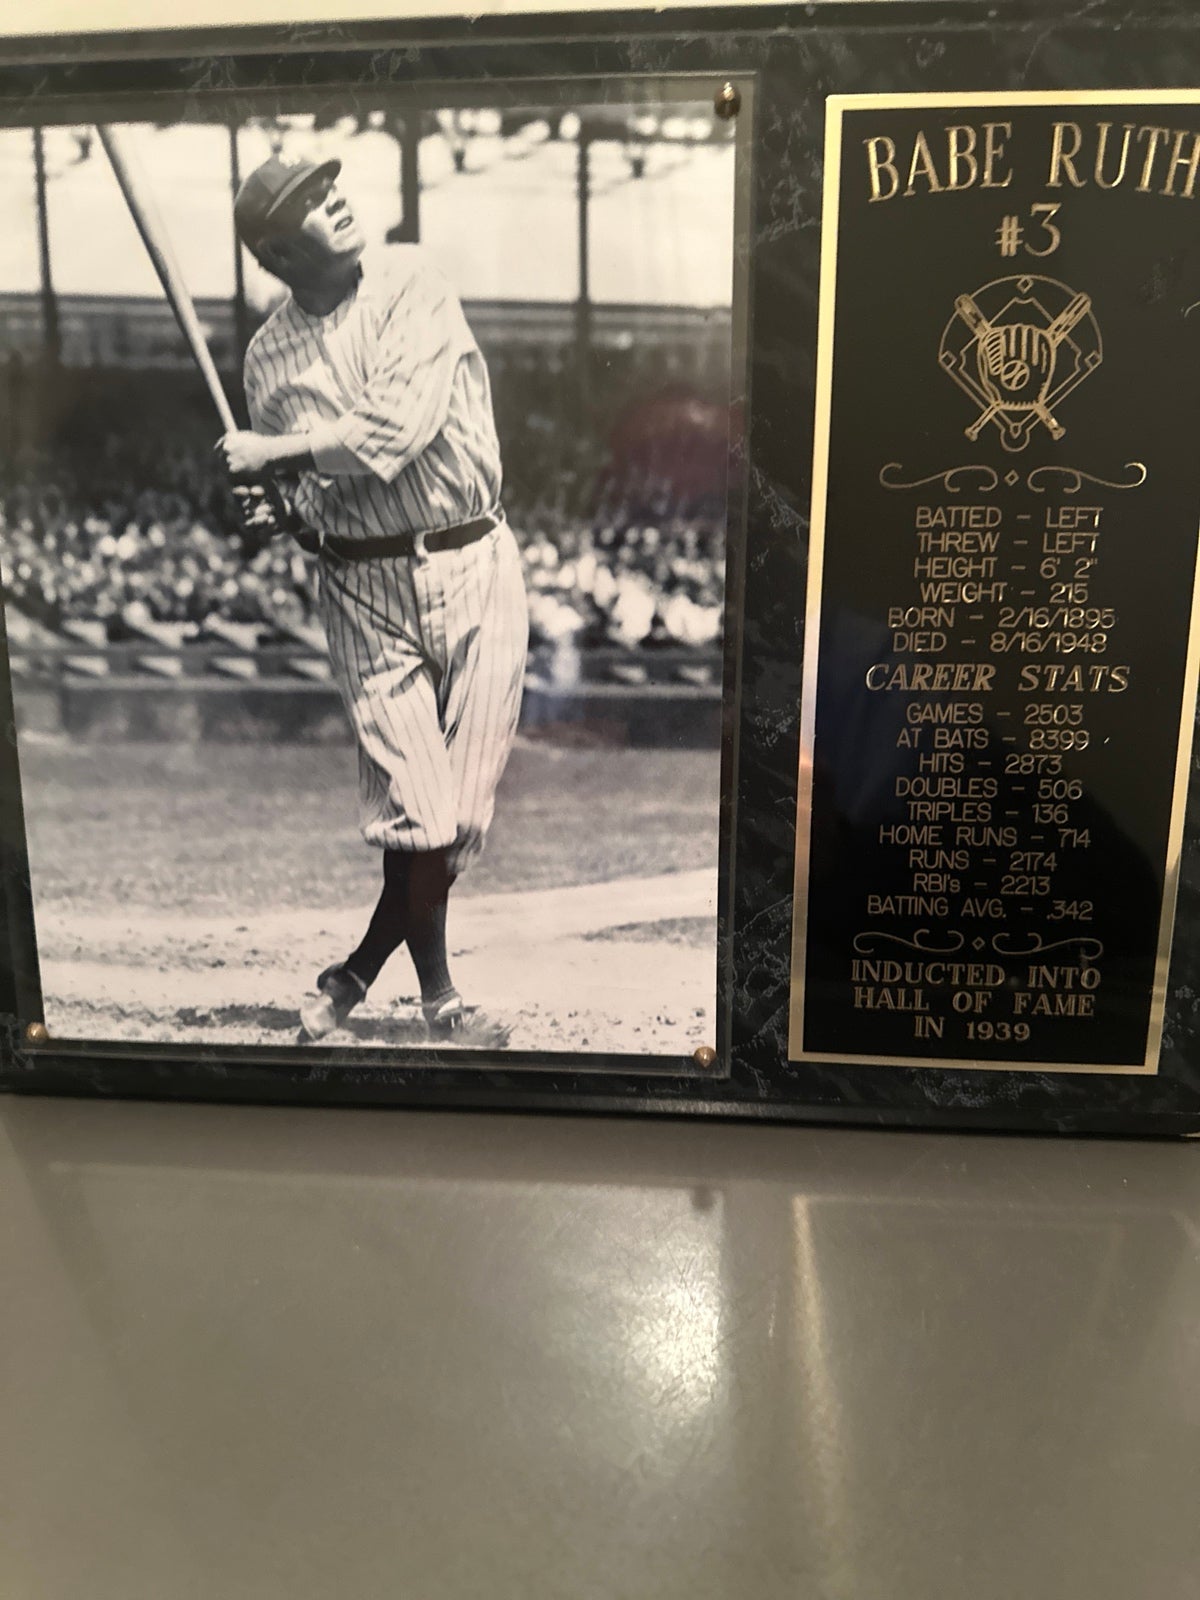 BABE RUTH
#3
BATTED - LEFT
THREW - LEFT
HEIGHT - 6' 2"
WEIGHT - 215
BORN - 2/16/1895
DIED - 8/16/1948
CAREER STATS
GAMES - 2503
AT BATS - 8399
HITS - 2873
DOUBLES - 506
TRIPLES - 136
HOME RUNS - 714
RUNS - 2174
RBI's - 2213
BATTING AVG. - .342
INDUCTED INTO
HALL OF FAME
IN 1939